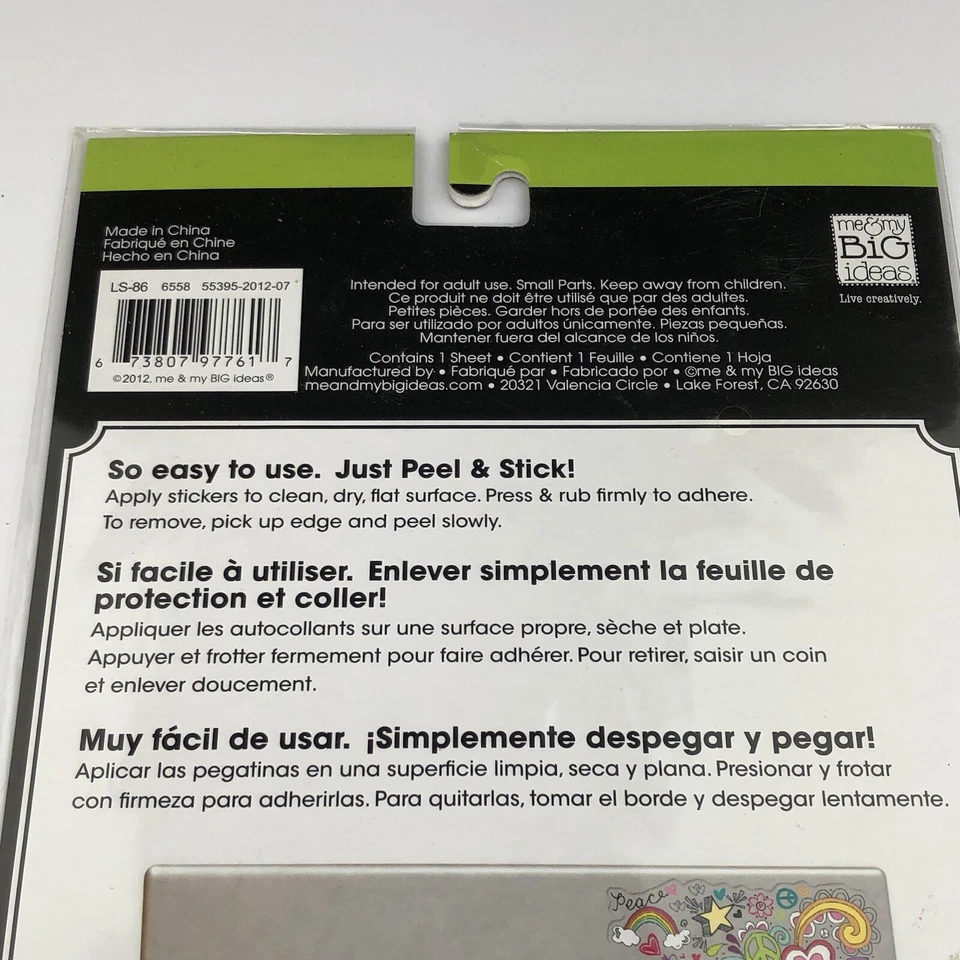 Made in China
Fabriqué en Chine
Hecho en China
LS-86 6558 55395-2012-07
6 73807 97761 7
©2012, me & my BIG ideas®
me&my
BiG
ideas
Live creatively.
Intended for adult use. Small Parts. Keep away from children.
Ce produit ne doit être utilisé que par des adultes.
Petites pièces. Garder hors de portée des enfants.
Para ser utilizado por adultos únicamente. Piezas pequeñas.
Mantener fuera del alcance de los niños.
Contains 1 Sheet • Contient 1 Feuille • Contiene 1 Hoja
Manufactured by • Fabriqué par • Fabricado por • ©me & my BIG ideas
meandmybigideas.com • 20321 Valencia Circle • Lake Forest, CA 92630
So easy to use. Just Peel & Stick!
Apply stickers to clean, dry, flat surface. Press & rub firmly to adhere.
To remove, pick up edge and peel slowly.
Si facile à utiliser. Enlever simplement la feuille de
protection et coller!
Appliquer les autocollants sur une surface propre, sèche et plate.
Appuyer et frotter fermement pour faire adhérer. Pour retirer, saisir un coin
et enlever doucement.
Muy fácil de usar. ¡Simplemente despegar y pegar!
Aplicar las pegatinas en una superficie limpia, seca y plana. Presionar y frotar
con firmeza para adherirlas. Para quitarlas, tomar el borde y despegar lentamente.
Peace